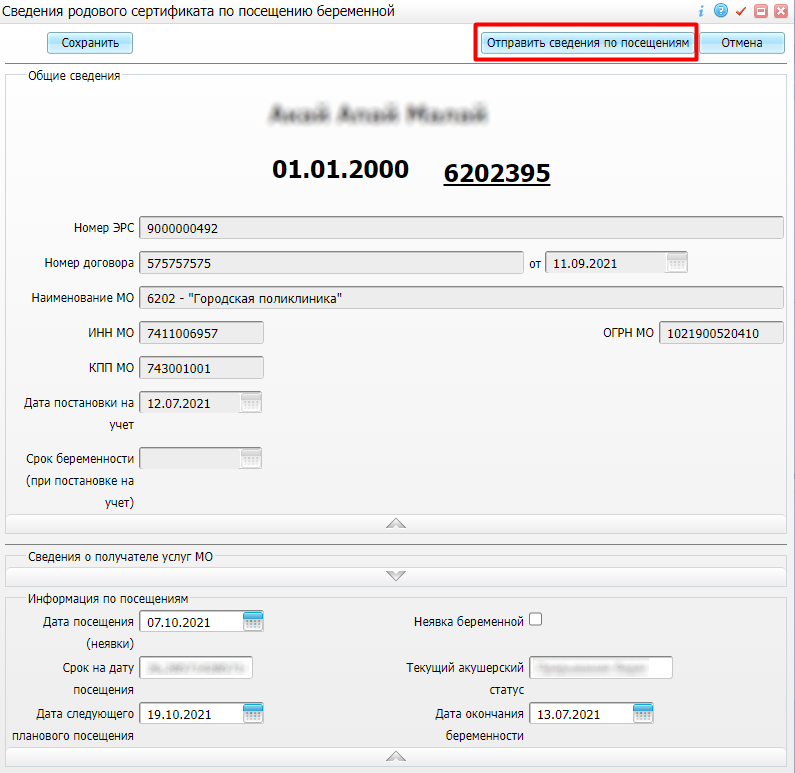 Сведения родового сертификата по посещению беременной
Сохранить
Отправить сведения по посещениям
Отмена
Общие сведения
01.01.2000 6202395
Номер ЭРС 9000000492
Номер договора 575757575 от 11.09.2021
Наименование МО 6202 - "Городская поликлиника"
ИНН МО 7411006957 ОГРН МО 1021900520410
КПП МО 743001001
Дата постановки на 12.07.2021
учет
Срок беременности
(при постановке на
учет)
Сведения о получателе услуг МО
Информация по посещениям
Дата посещения 07.10.2021 Неявка беременной
(неявки)
Срок на дату Текущий акушерский
посещения статус
Дата следующего 19.10.2021 Дата окончания 13.07.2021
планового посещения беременности